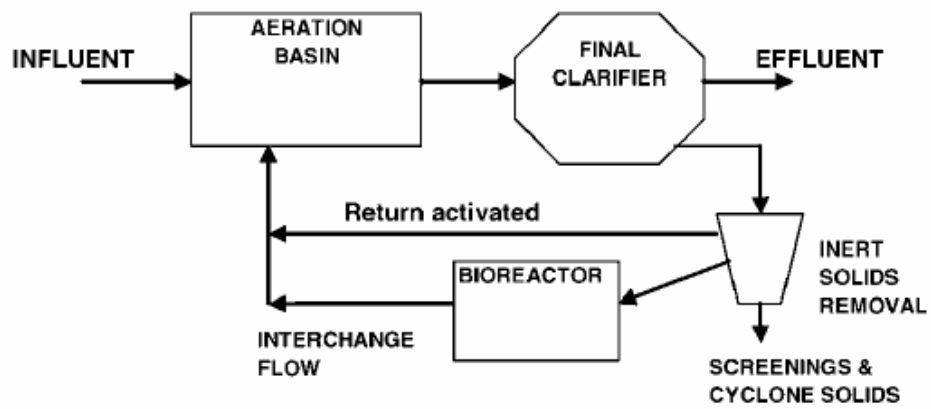 AERATION
BASIN
INFLUENT
FINAL
CLARIFIER
EFFLUENT
Return activated
BIOREACTOR
INERT
SOLIDS
REMOVAL
INTERCHANGE
FLOW
SCREENINGS &
CYCLONE SOLIDS